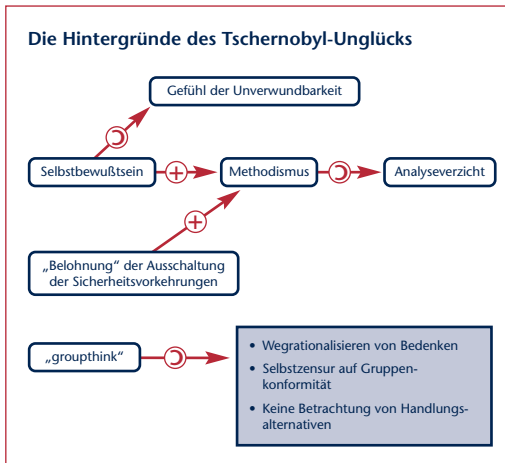 Die Hintergründe des Tschernobyl-Unglücks
Gefühl der Unverwundbarkeit
Selbstbewußtsein
+
Methodismus
Analyseverzicht
+
„Belohnung“ der Ausschaltung
der Sicherheitsvorkehrungen
„groupthink“
• Wegrationalisieren von Bedenken
• Selbstzensur auf Gruppen-
konformität
• Keine Betrachtung von Handlungs-
alternativen